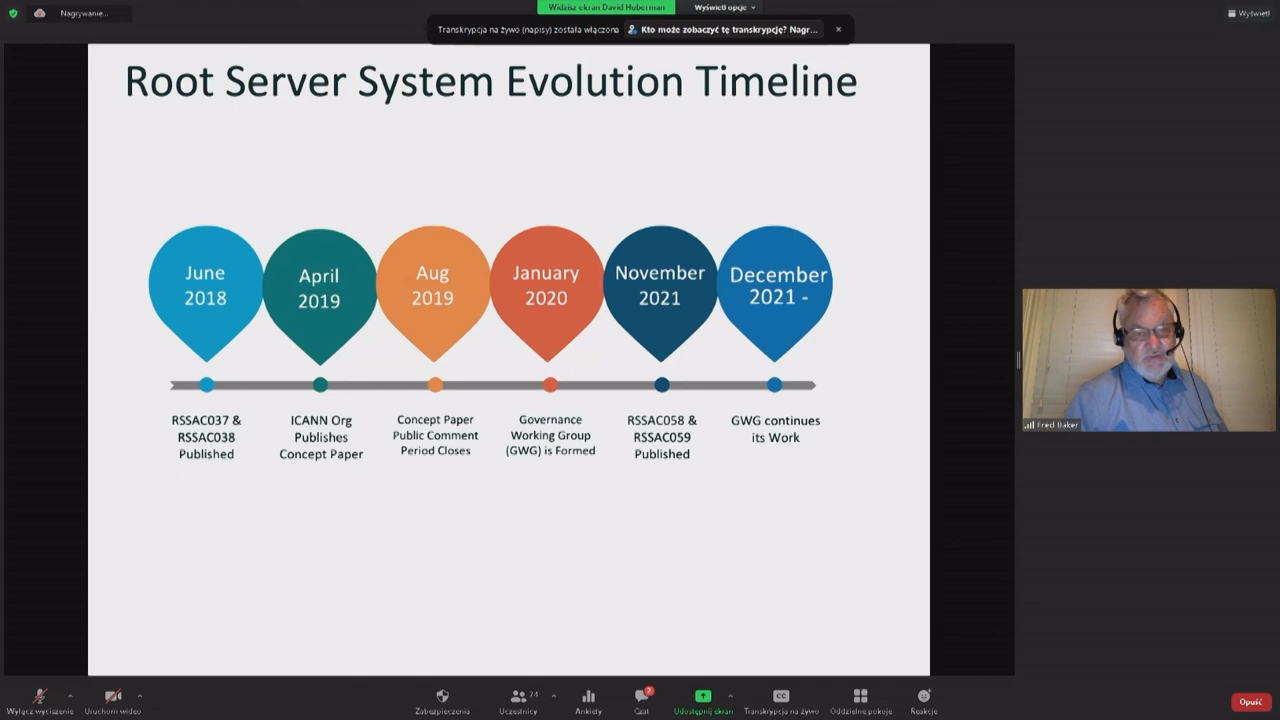 Nagrywanie...
Widzisz ekran David Huberman
Wyświetl opcje
Wyświetl
Transkrypcja na żywo (napisy) została włączona
Kto może zobaczyć tę transkrypcję? Nagr...
Root Server System Evolution Timeline
June
2018
April
2019
Aug
2019
January
2020
November
2021
December
2021 -
RSSAC037 &
RSSAC038
Published
ICANN Org
Publishes
Concept Paper
Concept Paper
Public Comment
Period Closes
Governance
Working Group
(GWG) is Formed
RSSAC058 &
RSSAC059
Published
GWG continues
its Work
Fred Baker
Wyłącz wyciszenie
Uruchom wideo
Zabezpieczenia
24
Uczestnicy
Ankiety
Czat
Udostępnij ekran
CC
Transkrypcja na żywo
Oddzielne pokoje
Reakcje
Opuść